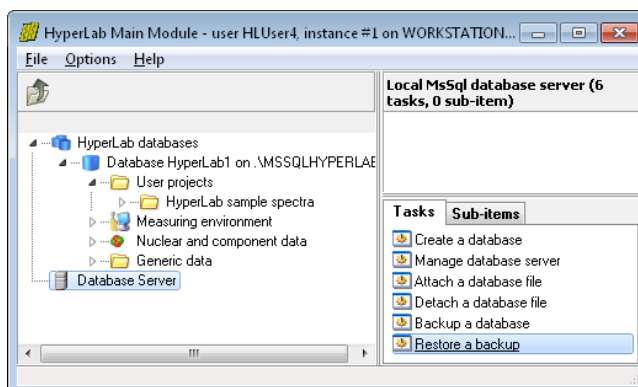 HyperLab Main Module - user HLUser4, instance #1 on WORKSTATION...
File Options Help
HyperLab databases
Database HyperLab1 on .\MSSQLHYPERLAB
User projects
HyperLab sample spectra
Measuring environment
Nuclear and component data
Generic data
Database Server
Local MsSql database server (6
tasks, 0 sub-item)
Tasks Sub-items
Create a database
Manage database server
Attach a database file
Detach a database file
Backup a database
Restore a backup